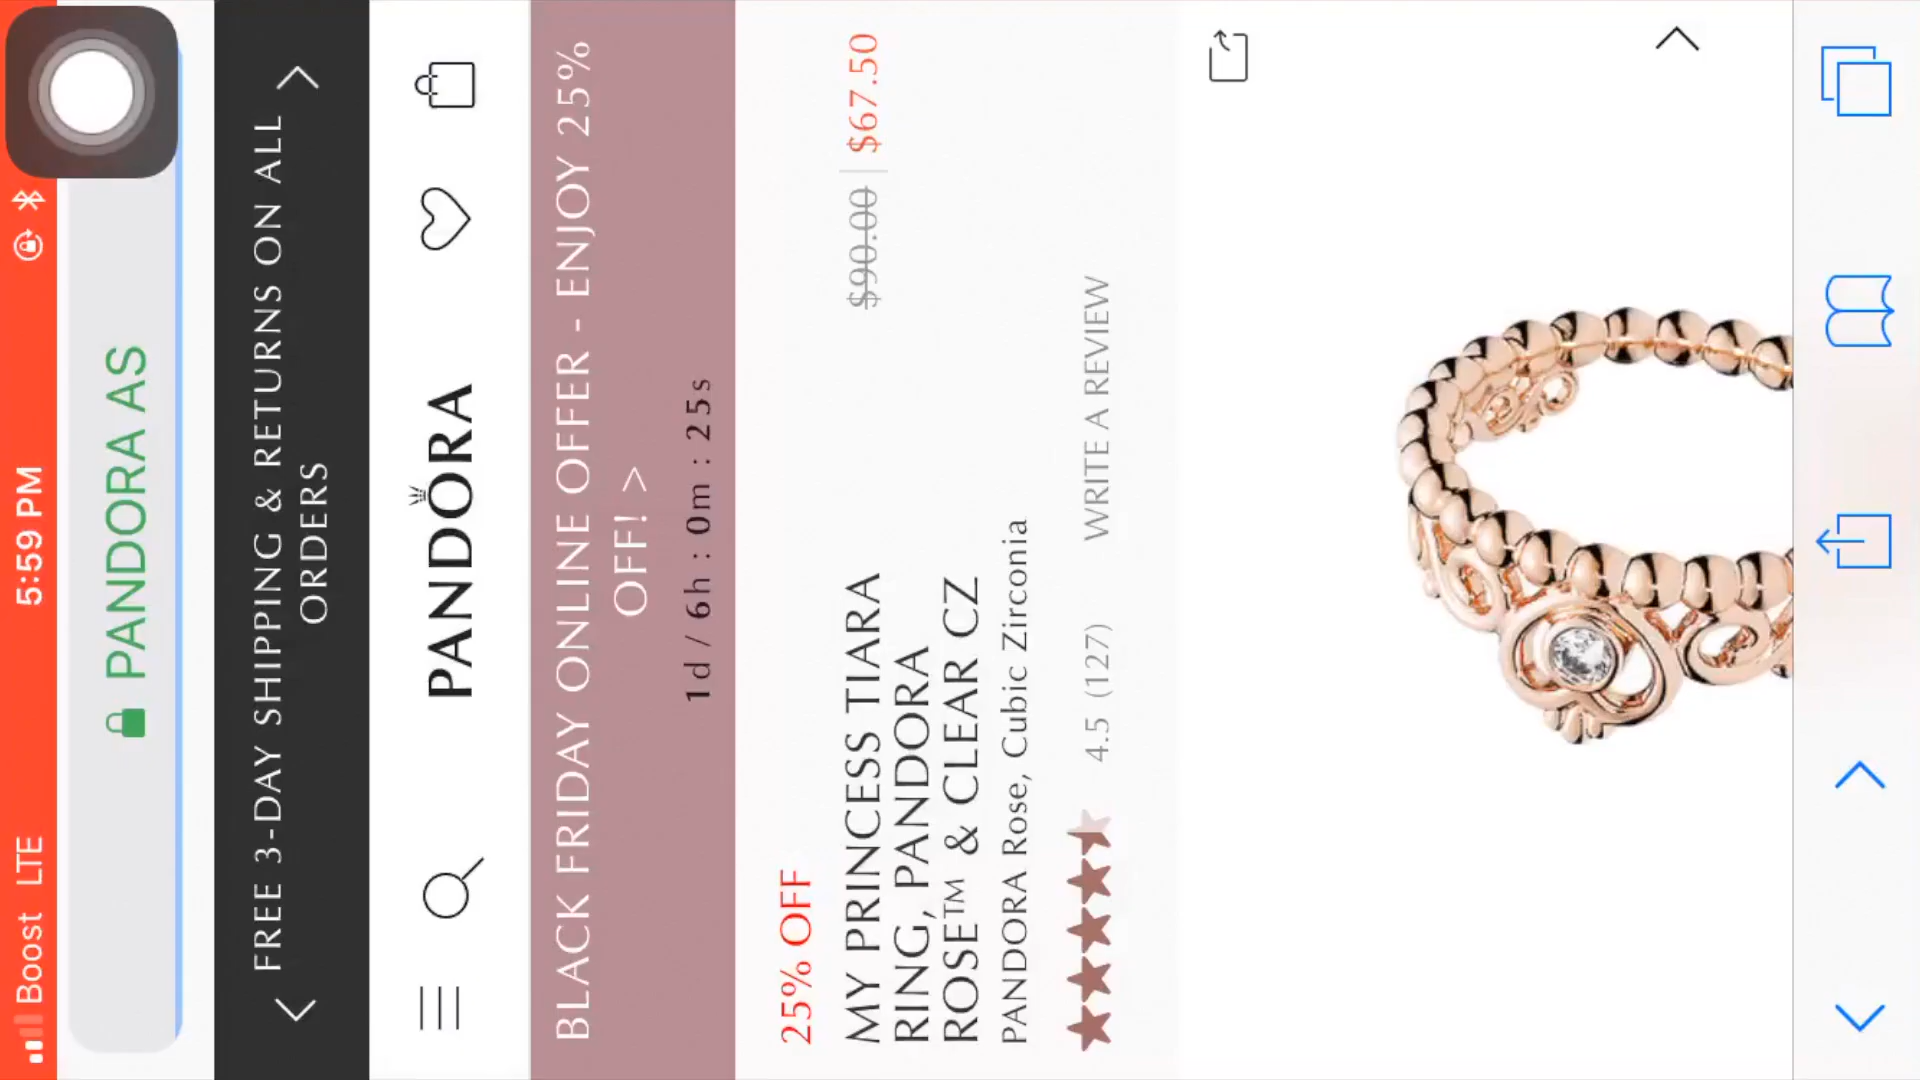 Boost LTE 5:59 PM
PANDORA AS
FREE 3-DAY SHIPPING & RETURNS ON ALL
ORDERS
PANDORA
BLACK FRIDAY ONLINE OFFER - ENJOY 25%
OFF! >
1d / 6h : 0m : 25s
25% OFF
MY PRINCESS TIARA $90.00 | $67.50
RING, PANDORA
ROSE™ & CLEAR CZ
PANDORA Rose, Cubic Zirconia
4.5 (127) WRITE A REVIEW